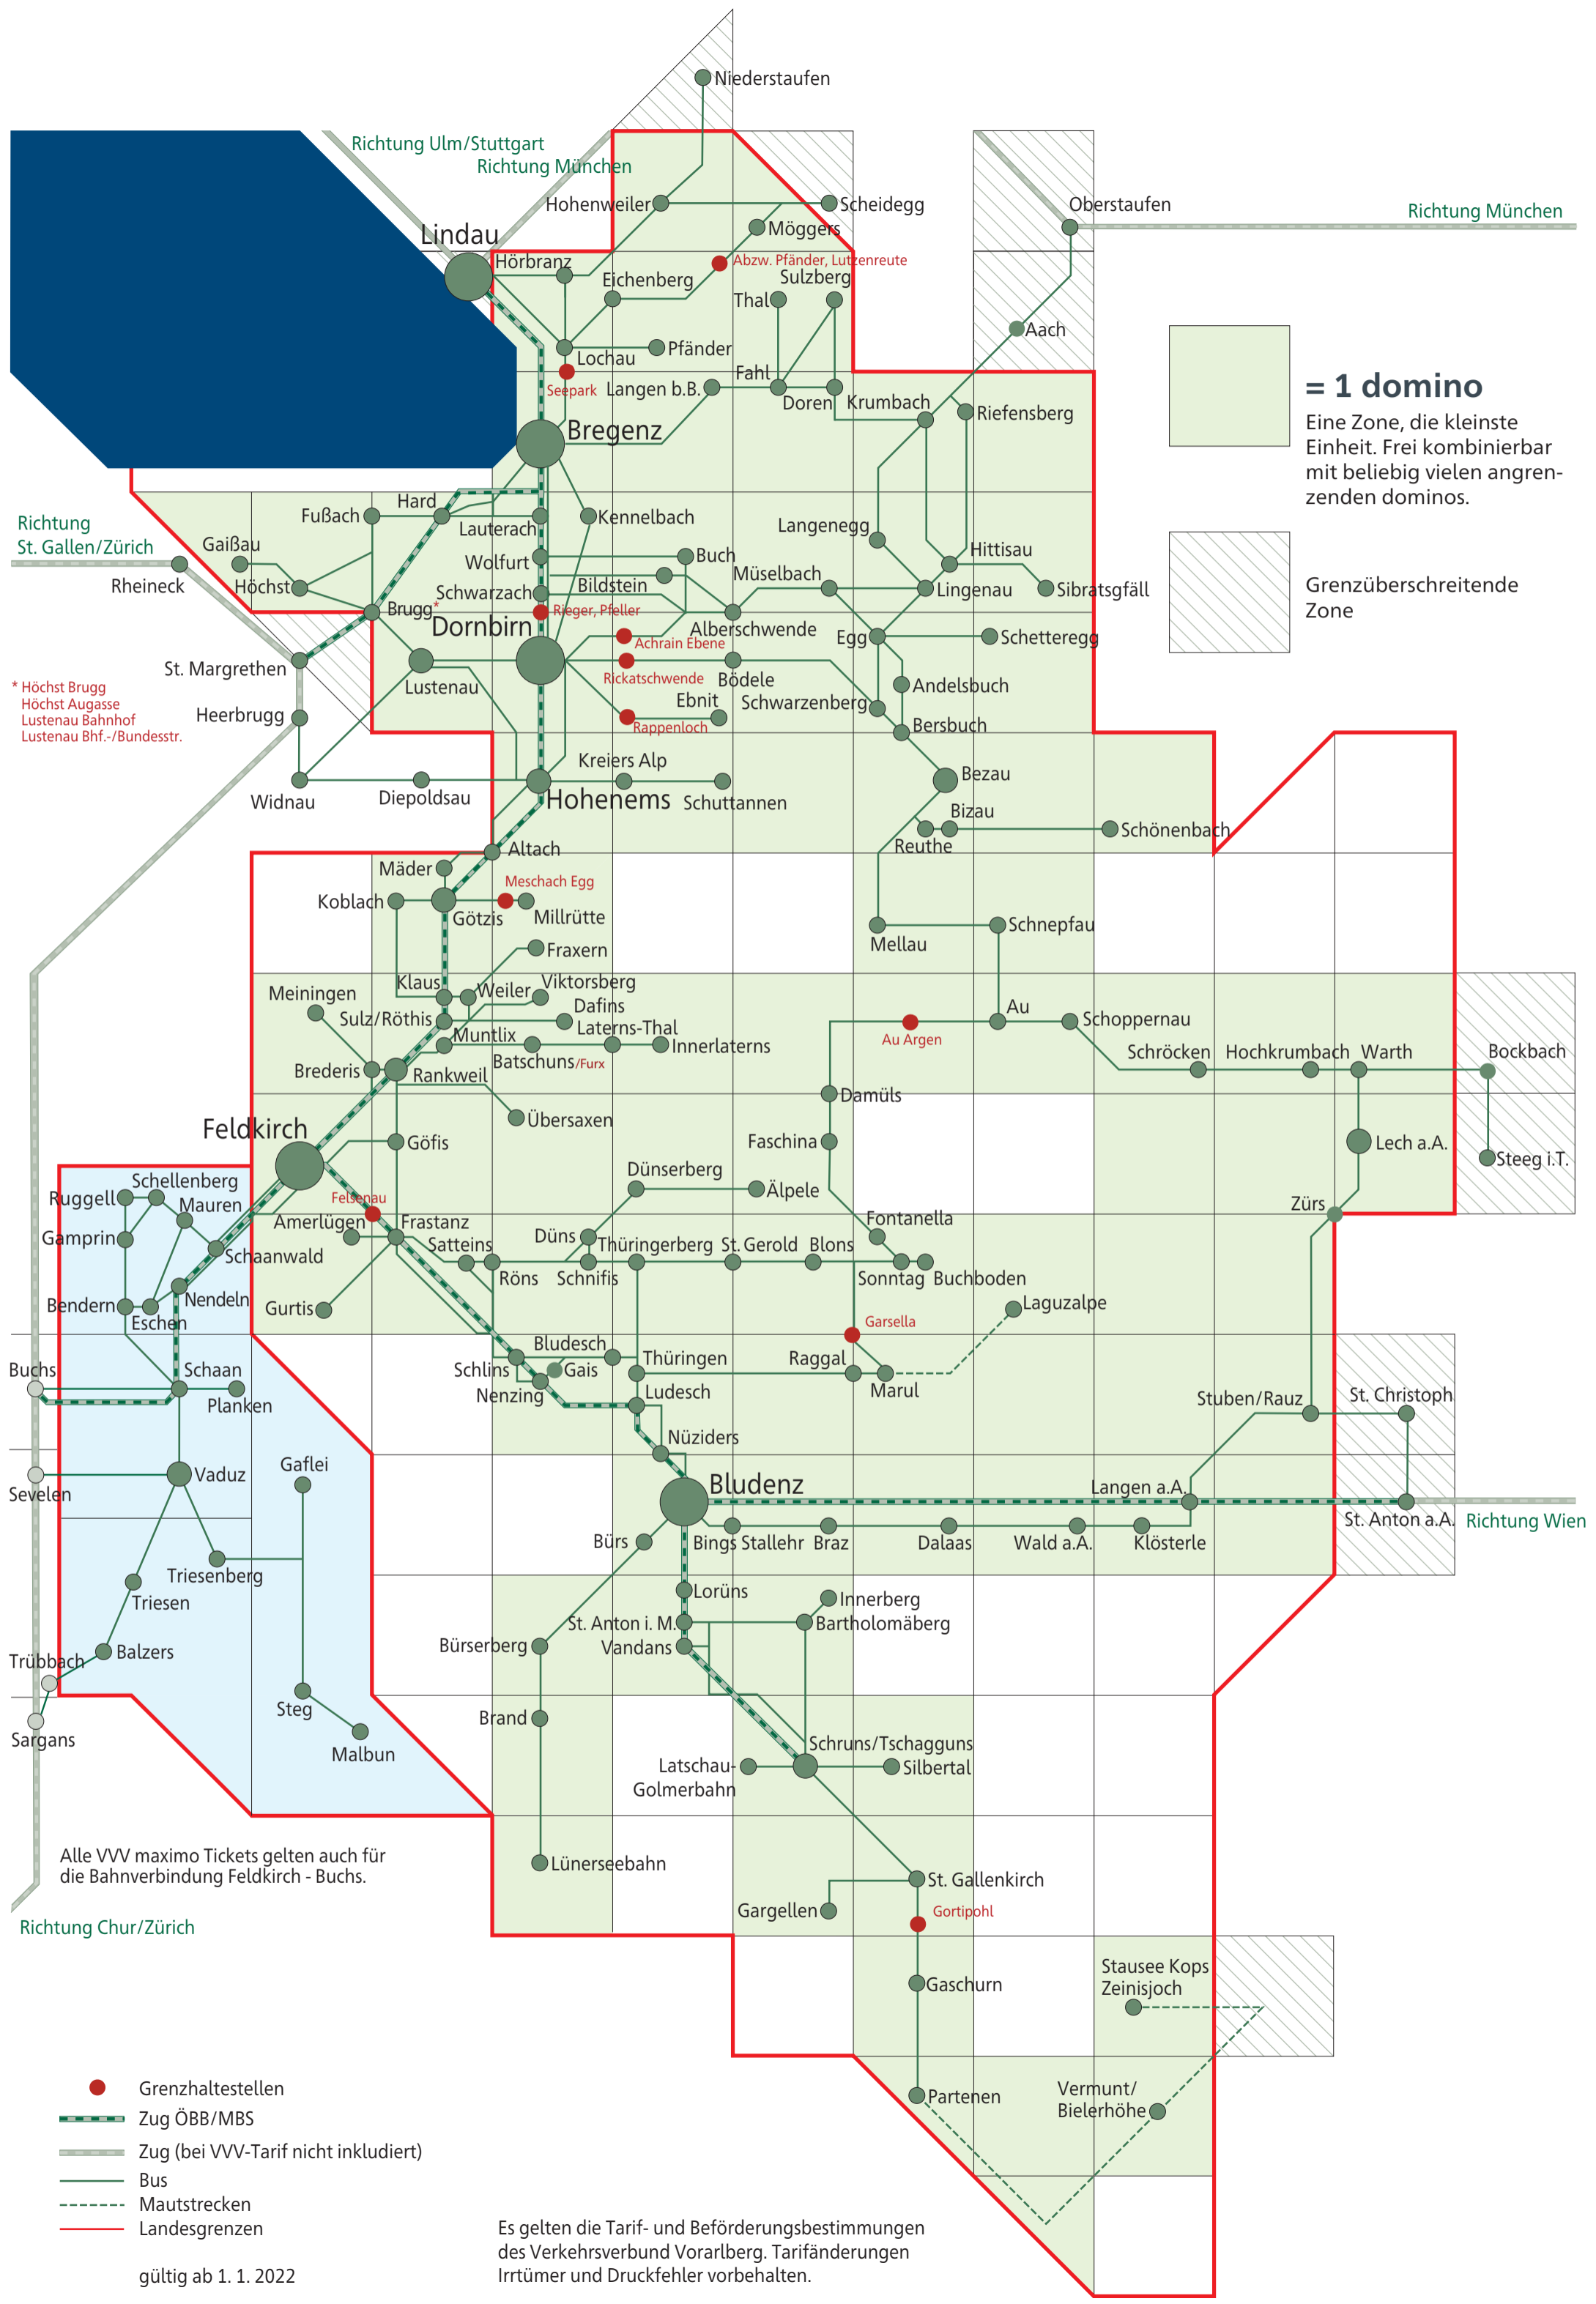 Niederstaufen
Richtung Ulm/Stuttgart
Richtung München
Hohenweiler
Scheidegg
Oberstaufen
Richtung München
Möggers
Lindau
Hörbranz
Abzw. Pfänder, Lutzenreute
Eichenberg
Sulzberg
Thal
Aach
Pfänder
Lochau
Fahl
Seepark
Langen b.B.
Doren
Krumbach
Riefensberg
= 1 domino
Eine Zone, die kleinste
Einheit. Frei kombinierbar
mit beliebig vielen angren-
zenden dominos.
Bregenz
Hard
Fußach
Lauterach
Kennelbach
Langenegg
Richtung
St. Gallen/Zürich
Gaißau
Wolfurt
Buch
Hittisau
Rheineck
Höchst
Bildstein
Müselbach
Schwarzach
Lingenau
Sibratsgfäll
Grenzüberschreitende
Zone
Brugg*
Rieger, Pfeller
Dornbirn
Alberschwende
Achrain Ebene
Egg
Schetteregg
St. Margrethen
Lustenau
Rickatschwende
Bödele
Andelsbuch
* Höchst Brugg
Höchst Augasse
Lustenau Bahnhof
Lustenau Bhf.-/Bundesstr.
Heerbrugg
Ebnit
Schwarzenberg
Rappenloch
Bersbuch
Kreiers Alp
Bezau
Widnau
Diepoldsau
Hohenems
Schuttannen
Bizau
Schönenbach
Reuthe
Altach
Mäder
Meschach Egg
Koblach
Götzis
Millrütte
Mellau
Schnepfau
Fraxern
Klaus
Weiler
Viktorsberg
Meiningen
Dafins
Au
Sulz/Röthis
Muntlix
Laterns-Thal
Schoppernau
Au Argen
Innerlaterns
Batschuns/Furx
Schröcken
Hochkrumbach
Warth
Bockbach
Brederis
Rankweil
Damüls
Übersaxen
Feldkirch
Göfis
Faschina
Lech a.A.
Steeg i.T.
Dünserberg
Älpele
Schellenberg
Ruggell
Mauren
Felsenau
Zürs
Amerlügen
Frastanz
Fontanella
Gamprin
Satteins
Düns
Thüringerberg
St. Gerold
Blons
Schaanwald
Röns
Schnifis
Sonntag
Buchboden
Nendeln
Bendern
Gurtis
Laguzalpe
Eschen
Garsella
Bludesch
Buchs
Schaan
Schlins
Gais
Thüringen
Raggal
Marul
Planken
Nenzing
Ludesch
Stuben/Rauz
St. Christoph
Nüziders
Gaflei
Vaduz
Bludenz
Langen a.A.
Sevelen
St. Anton a.A.
Richtung Wien
Bürs
Bings
Stallehr
Braz
Dalaas
Wald a.A.
Klösterle
Triesenberg
Triesen
Lorüns
Innerberg
St. Anton i. M.
Bartholomäberg
Bürserberg
Vandans
Trübbach
Balzers
Steg
Brand
Sargans
Malbun
Schruns/Tschagguns
Latschau-
Golmerbahn
Silbertal
Alle VVV maximo Tickets gelten auch für
die Bahnverbindung Feldkirch - Buchs.
Lünerseebahn
St. Gallenkirch
Gargellen
Gortipohl
Richtung Chur/Zürich
Stausee Kops
Zeinisjoch
Gaschurn
Grenzhaltestellen
Partenen
Vermunt/
Bielerhöhe
Zug ÖBB/MBS
Zug (bei VVV-Tarif nicht inkludiert)
Bus
Mautstrecken
Landesgrenzen
gültig ab 1. 1. 2022
Es gelten die Tarif- und Beförderungsbestimmungen
des Verkehrsverbund Vorarlberg. Tarifänderungen
Irrtümer und Druckfehler vorbehalten.